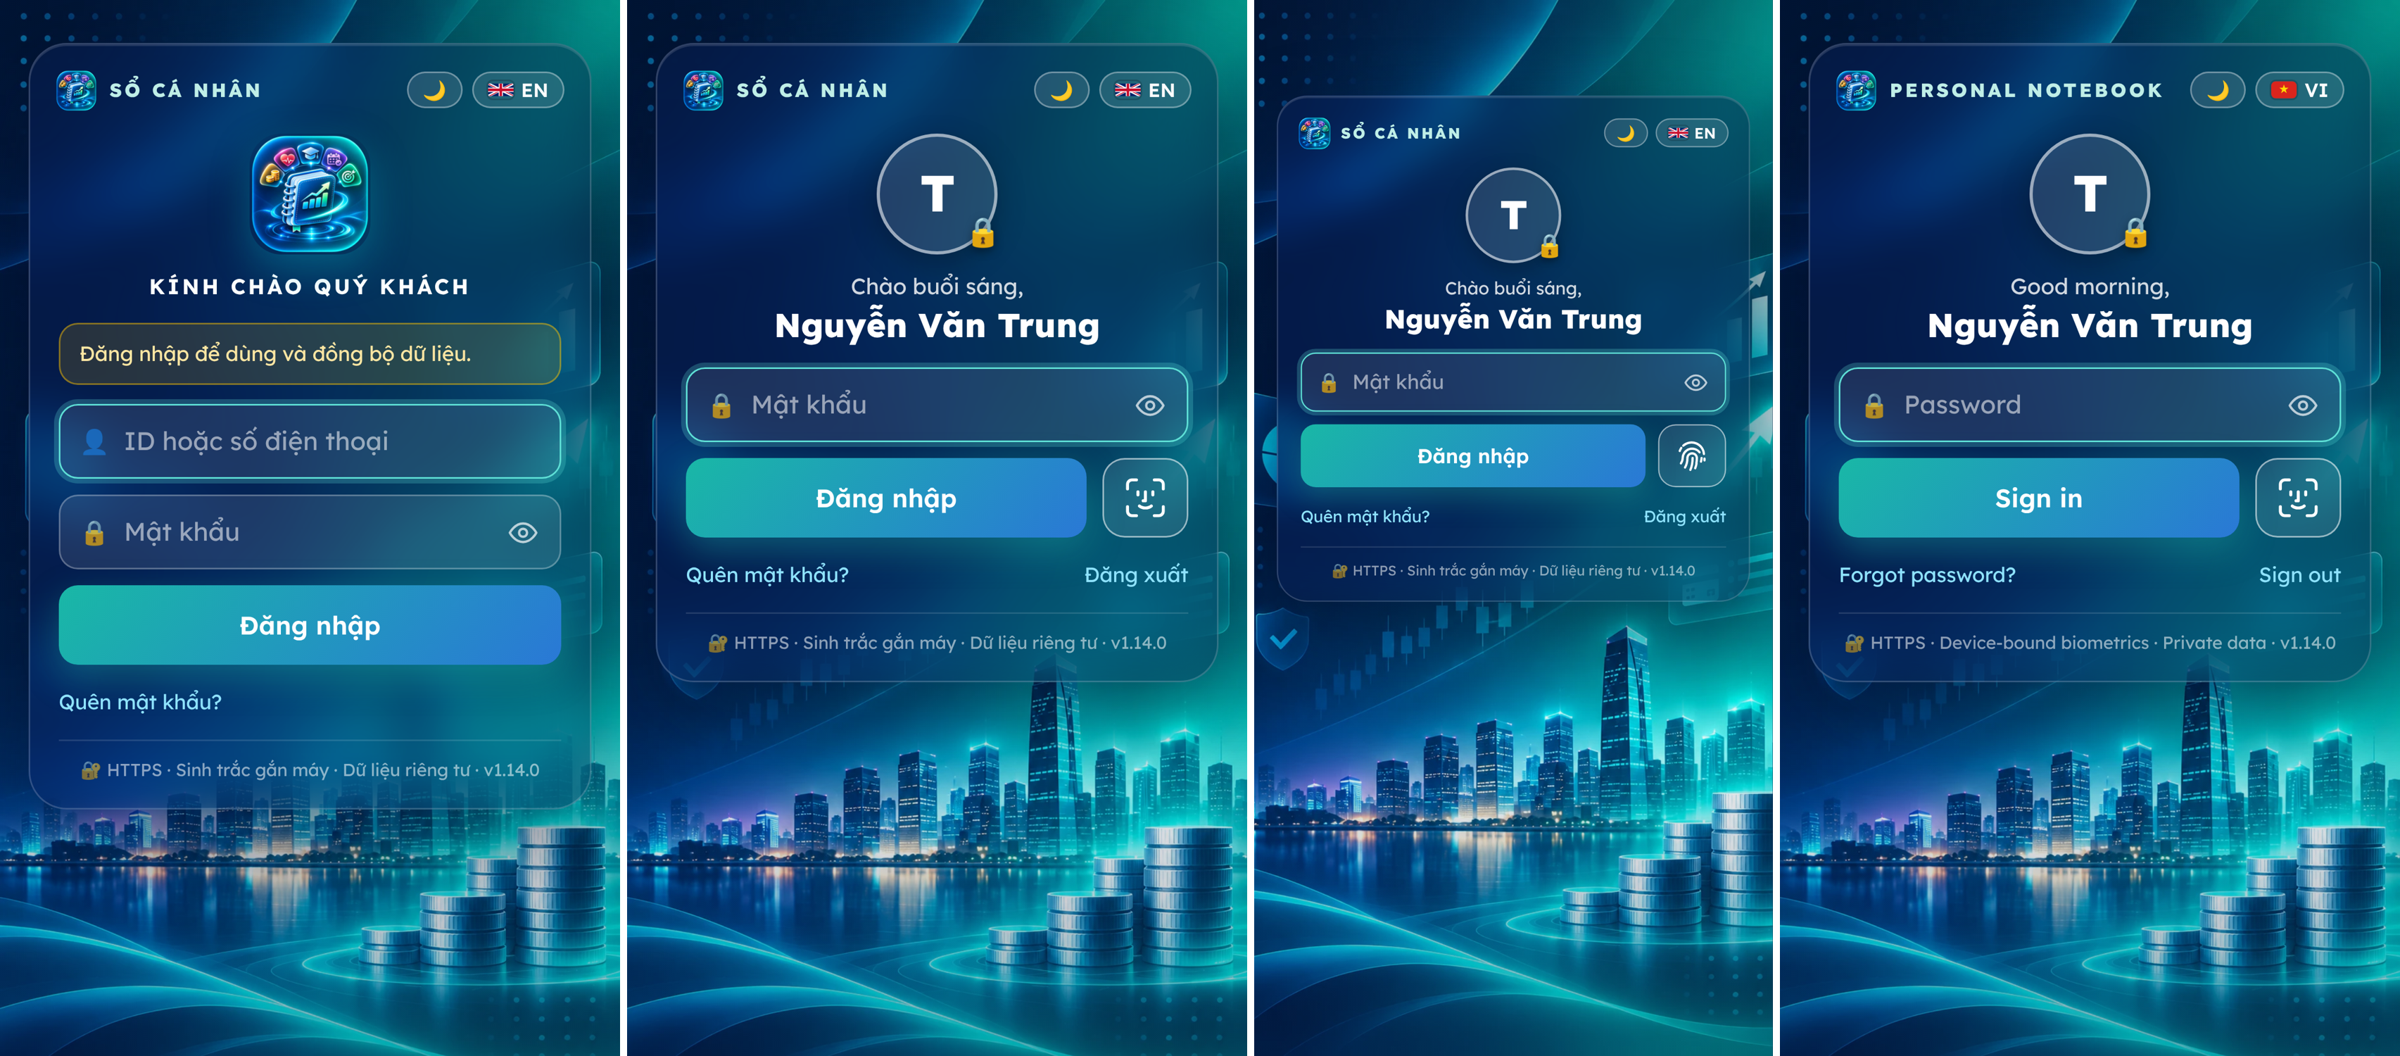 SỔ CÁ NHÂN
🌙
🇬🇧 EN
KÍNH CHÀO QUÝ KHÁCH
Đăng nhập để dùng và đồng bộ dữ liệu.
👤 ID hoặc số điện thoại
🔒 Mật khẩu
Đăng nhập
Quên mật khẩu?
🔐 HTTPS · Sinh trắc gắn máy · Dữ liệu riêng tư · v1.14.0
SỔ CÁ NHÂN
🌙
🇬🇧 EN
T
Chào buổi sáng,
Nguyễn Văn Trung
🔒 Mật khẩu
Đăng nhập
Quên mật khẩu?
Đăng xuất
🔐 HTTPS · Sinh trắc gắn máy · Dữ liệu riêng tư · v1.14.0
SỔ CÁ NHÂN
🌙
🇬🇧 EN
T
Chào buổi sáng,
Nguyễn Văn Trung
🔒 Mật khẩu
Đăng nhập
Quên mật khẩu?
Đăng xuất
🔐 HTTPS · Sinh trắc gắn máy · Dữ liệu riêng tư · v1.14.0
PERSONAL NOTEBOOK
🌙
🇻🇳 VI
T
Good morning,
Nguyễn Văn Trung
🔒 Password
Sign in
Forgot password?
Sign out
🔐 HTTPS · Device-bound biometrics · Private data · v1.14.0